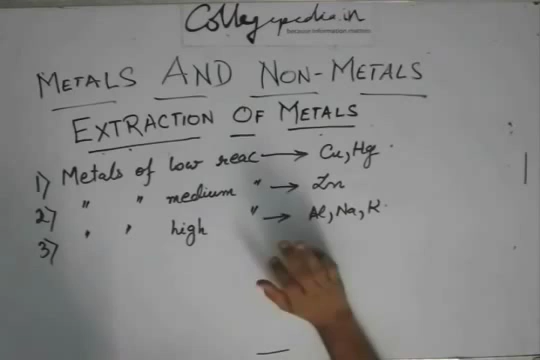 Collegepedia.in
because information matters
METALS AND NON-METALS
EXTRACTION OF METALS
1) Metals of low reac → Cu, Hg.
2) " " medium " → Zn
3) " " high " → Al, Na, K.